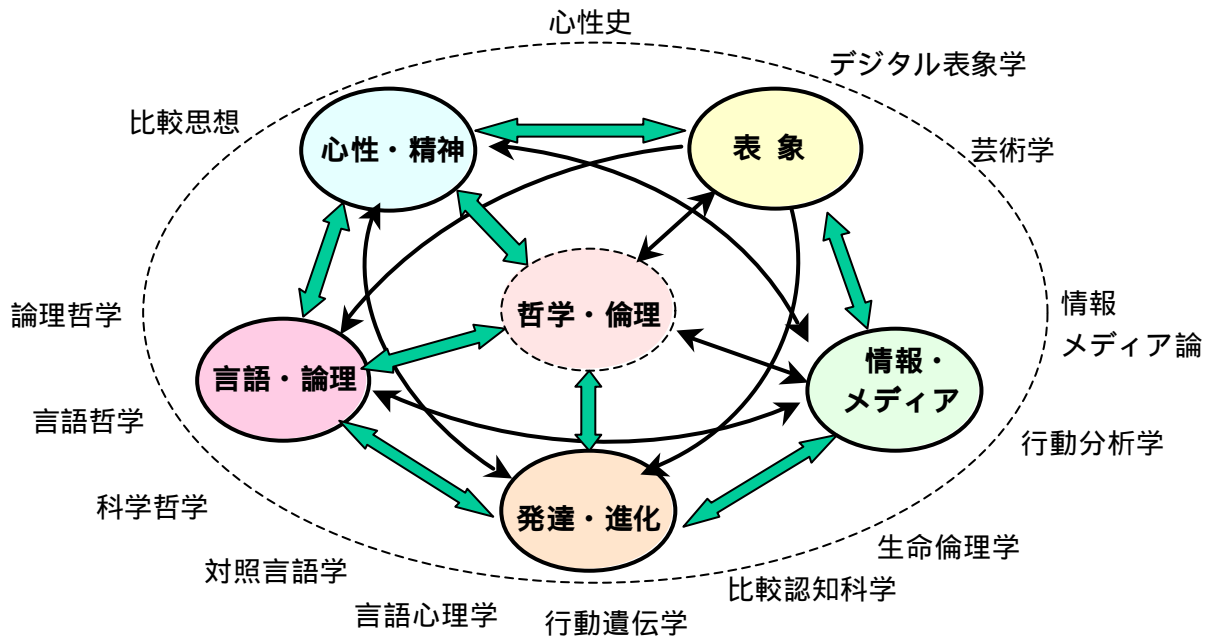 心性史
デジタル表象学
比較思想
心性・精神
表 象
芸術学
論理哲学
哲学・倫理
情報
メディア論
言語・論理
情報・
メディア
言語哲学
行動分析学
科学哲学
発達・進化
生命倫理学
対照言語学
比較認知科学
言語心理学
行動遺伝学